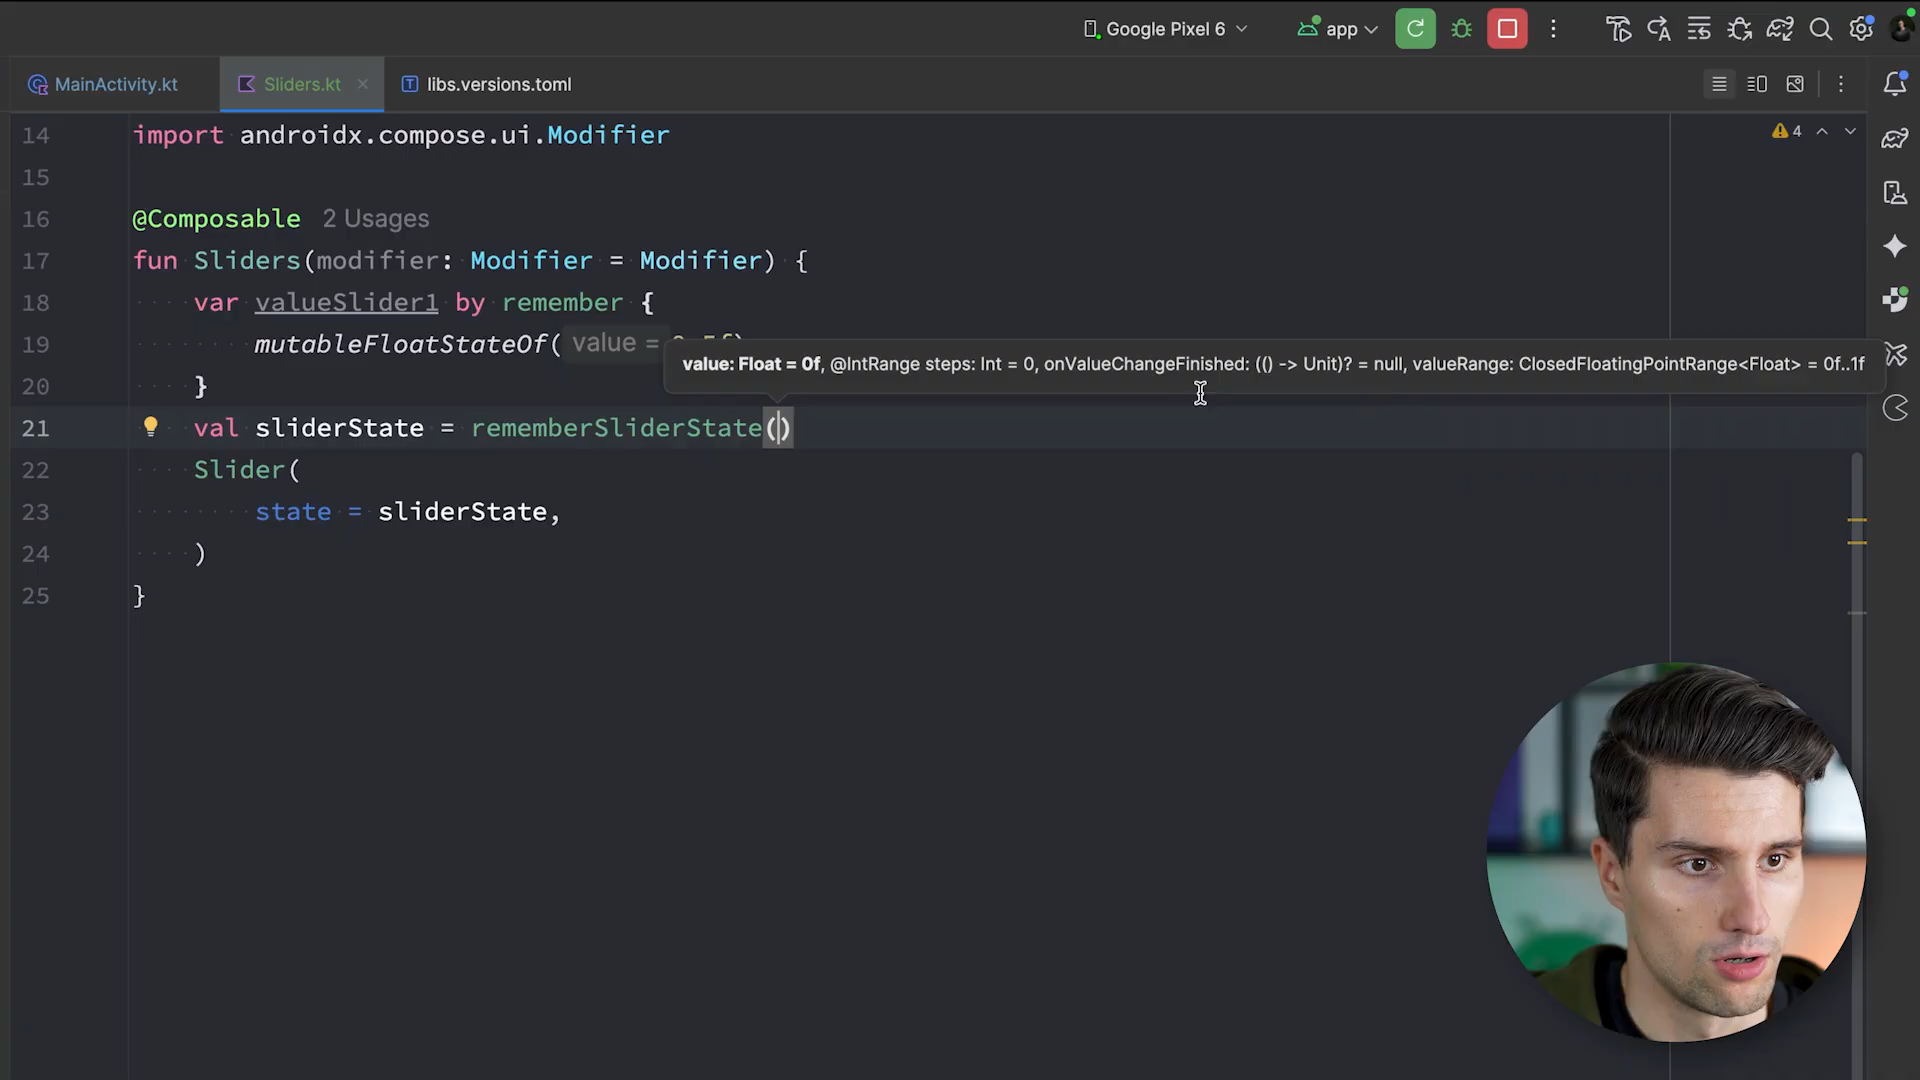 Google Pixel 6
app
MainActivity.kt
Sliders.kt
libs.versions.toml
4
14 import androidx.compose.ui.Modifier
15
16 @Composable 2 Usages
17 fun Sliders(modifier: Modifier = Modifier) {
18 var valueSlider1 by remember {
19 mutableFloatStateOf( value =
value: Float = 0f, @IntRange steps: Int = 0, onValueChangeFinished: (() -> Unit)? = null, valueRange: ClosedFloatingPointRange<Float> = 0f..1f
20 }
21 val sliderState = rememberSliderState()
22 Slider(
23 state = sliderState,
24 )
25 }